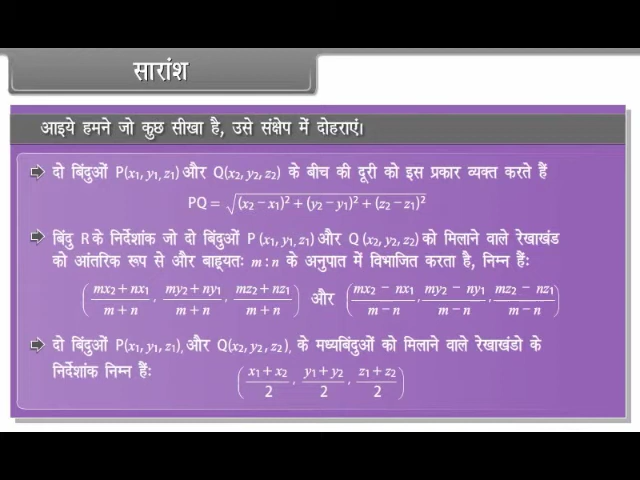 सारांश
आइये हमने जो कुछ सीखा है, उसे संक्षेप में दोहराएं।
दो बिंदुओं P(x₁, y₁, z₁) और Q(x₂, y₂, z₂) के बीच की दूरी को इस प्रकार व्यक्त करते हैं
PQ = √(x₂ − x₁)² + (y₂ − y₁)² + (z₂ − z₁)²
बिंदु R के निर्देशांक जो दो बिंदुओं P (x₁, y₁, z₁) और Q (x₂, y₂, z₂) को मिलाने वाले रेखाखंड
को आंतरिक रूप से और बाह्यतः m : n के अनुपात में विभाजित करता है, निम्न हैं:
((mx₂ + nx₁)/(m + n), (my₂ + ny₁)/(m + n), (mz₂ + nz₁)/(m + n)) और ((mx₂ − nx₁)/(m − n), (my₂ − ny₁)/(m − n), (mz₂ − nz₁)/(m − n))
दो बिंदुओं P(x₁, y₁, z₁), और Q(x₂, y₂, z₂), के मध्यबिंदुओं को मिलाने वाले रेखाखंडो के
निर्देशांक निम्न हैं:
((x₁ + x₂)/2, (y₁ + y₂)/2, (z₁ + z₂)/2)